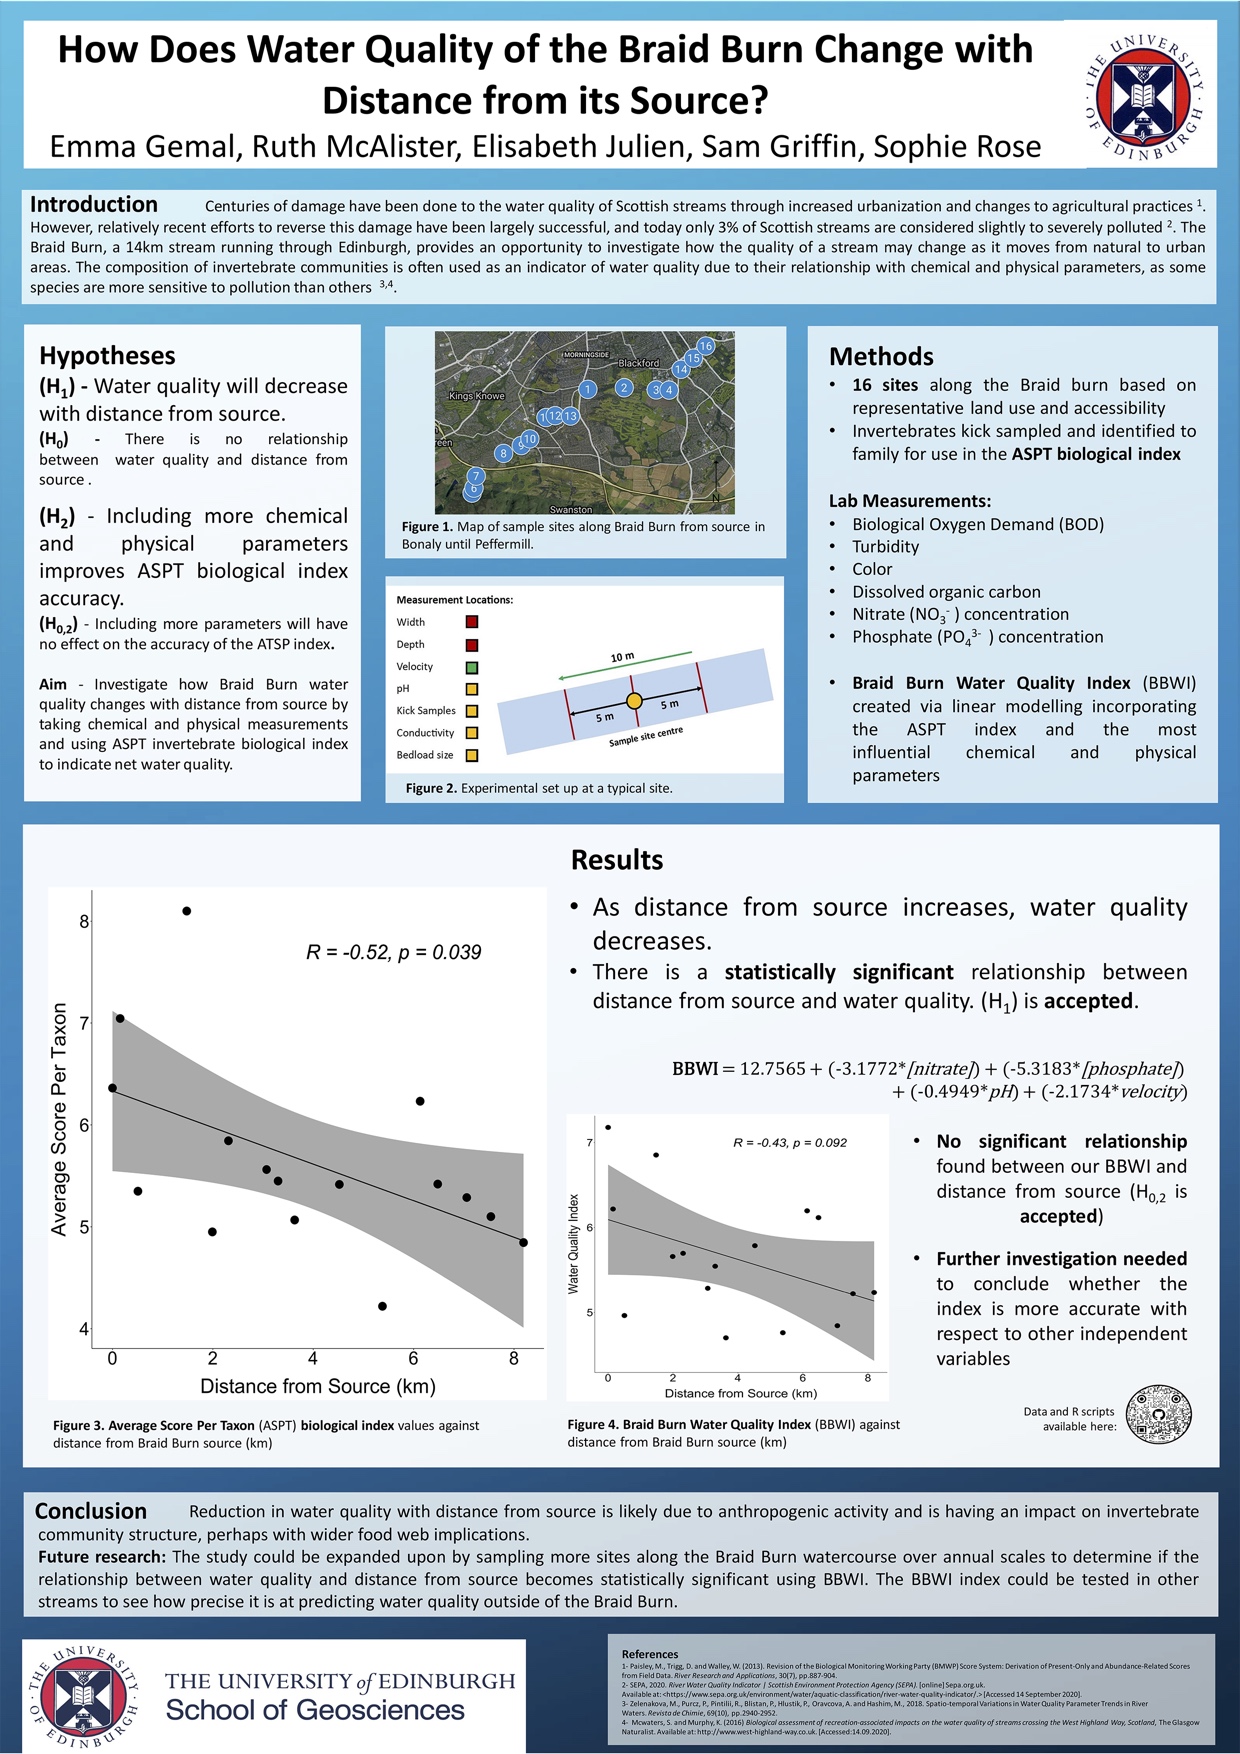 How Does Water Quality of the Braid Burn Change with
Distance from its Source?
Emma Gemal, Ruth McAlister, Elisabeth Julien, Sam Griffin, Sophie Rose
THE UNIVERSITY OF EDINBURGH
Introduction Centuries of damage have been done to the water quality of Scottish streams through increased urbanization and changes to agricultural practices 1.
However, relatively recent efforts to reverse this damage have been largely successful, and today only 3% of Scottish streams are considered slightly to severely polluted 2. The
Braid Burn, a 14km stream running through Edinburgh, provides an opportunity to investigate how the quality of a stream may change as it moves from natural to urban
areas. The composition of invertebrate communities is often used as an indicator of water quality due to their relationship with chemical and physical parameters, as some
species are more sensitive to pollution than others 3,4.
Hypotheses
(H1) - Water quality will decrease
with distance from source.
(H0) - There is no relationship
between water quality and distance from
source .
(H2) - Including more chemical
and physical parameters
improves ASPT biological index
accuracy.
(H0,2) - Including more parameters will have
no effect on the accuracy of the ATSP index.
Aim - Investigate how Braid Burn water
quality changes with distance from source by
taking chemical and physical measurements
and using ASPT invertebrate biological index
to indicate net water quality.
MORNINGSIDE
Blackford
Kings Knowe
een
Swanston
N
16
15
14
1
2
3
4
1
12
13
10
9
8
7
6
Figure 1. Map of sample sites along Braid Burn from source in
Bonaly until Peffermill.
Measurement Locations:
Width
Depth
Velocity
pH
Kick Samples
Conductivity
Bedload size
10 m
5 m
5 m
Sample site centre
Figure 2. Experimental set up at a typical site.
Methods
• 16 sites along the Braid burn based on
representative land use and accessibility
• Invertebrates kick sampled and identified to
family for use in the ASPT biological index
Lab Measurements:
• Biological Oxygen Demand (BOD)
• Turbidity
• Color
• Dissolved organic carbon
• Nitrate (NO3- ) concentration
• Phosphate (PO43- ) concentration
• Braid Burn Water Quality Index (BBWI)
created via linear modelling incorporating
the ASPT index and the most
influential chemical and physical
parameters
Results
• As distance from source increases, water quality
decreases.
• There is a statistically significant relationship between
distance from source and water quality. (H1) is accepted.
BBWI = 12.7565 + (-3.1772*[nitrate]) + (-5.3183*[phosphate])
+ (-0.4949*pH) + (-2.1734*velocity)
R = -0.52, p = 0.039
Average Score Per Taxon
8
7
6
5
4
0 2 4 6 8
Distance from Source (km)
Figure 3. Average Score Per Taxon (ASPT) biological index values against
distance from Braid Burn source (km)
R = -0.43, p = 0.092
Water Quality Index
7
6
5
0 2 4 6 8
Distance from Source (km)
Figure 4. Braid Burn Water Quality Index (BBWI) against
distance from Braid Burn source (km)
• No significant relationship
found between our BBWI and
distance from source (H0,2 is
accepted)
• Further investigation needed
to conclude whether the
index is more accurate with
respect to other independent
variables
Data and R scripts
available here:
Conclusion Reduction in water quality with distance from source is likely due to anthropogenic activity and is having an impact on invertebrate
community structure, perhaps with wider food web implications.
Future research: The study could be expanded upon by sampling more sites along the Braid Burn watercourse over annual scales to determine if the
relationship between water quality and distance from source becomes statistically significant using BBWI. The BBWI index could be tested in other
streams to see how precise it is at predicting water quality outside of the Braid Burn.
THE UNIVERSITY OF EDINBURGH
THE UNIVERSITY of EDINBURGH
School of Geosciences
References
1- Paisley, M., Trigg, D. and Walley, W. (2013). Revision of the Biological Monitoring Working Party (BMWP) Score System: Derivation of Present-Only and Abundance-Related Scores
from Field Data. River Research and Applications, 30(7), pp.887-904.
2- SEPA, 2020. River Water Quality Indicator | Scottish Environment Protection Agency (SEPA). [online] Sepa.org.uk.
Available at: <https://www.sepa.org.uk/environment/water/aquatic-classification/river-water-quality-indicator/.> [Accessed 14 September 2020].
3- Zelenakova, M., Purcz, P., Pintilii, R., Blistan, P., Hlustik, P., Oravcova, A. and Hashim, M., 2018. Spatio-temporal Variations in Water Quality Parameter Trends in River
Waters. Revista de Chimie, 69(10), pp.2940-2952.
4- Mcwaters, S. and Murphy, K. (2016) Biological assessment of recreation-associated impacts on the water quality of streams crossing the West Highland Way, Scotland, The Glasgow
Naturalist. Available at: http://www.west-highland-way.co.uk. [Accessed:14.09.2020].